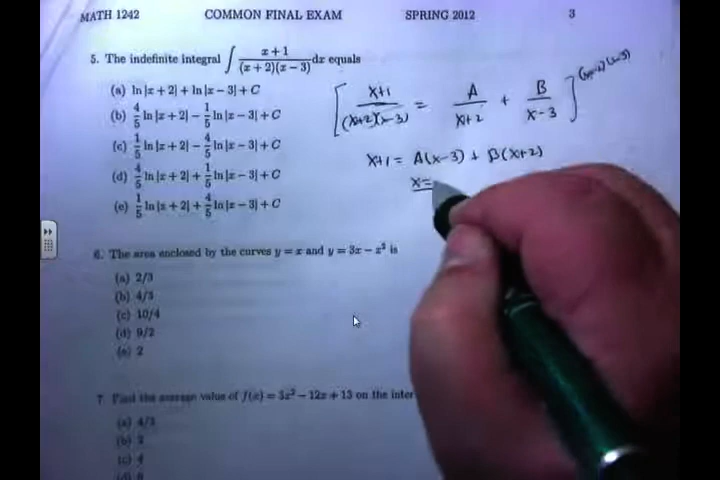 MATH 1242 COMMON FINAL EXAM SPRING 2012 3
5. The indefinite integral ∫ x+1 / (x+2)(x−3) dx equals
(a) ln|x+2| + ln|x−3| + C
(b) 4/5 ln|x+2| − 1/5 ln|x−3| + C
(c) 1/5 ln|x+2| − 4/5 ln|x−3| + C
(d) 4/5 ln|x+2| + 1/5 ln|x−3| + C
(e) 1/5 ln|x+2| + 4/5 ln|x−3| + C
[ x+1 / (x+2)(x−3) = A / x+2 + B / x−3 ] (x+2)(x−3)
x+1 = A(x−3) + B(x+2)
x=
6. The area enclosed by the curves y = x and y = 3x − x² is
(a) 2/3
(b) 4/3
(c) 10/4
(d) 9/2
(e) 2
7. Find the average value of f(x) = 3x² − 12x + 13 on the inter
(a) 4/3
(b) 3
(c) 4
(d)